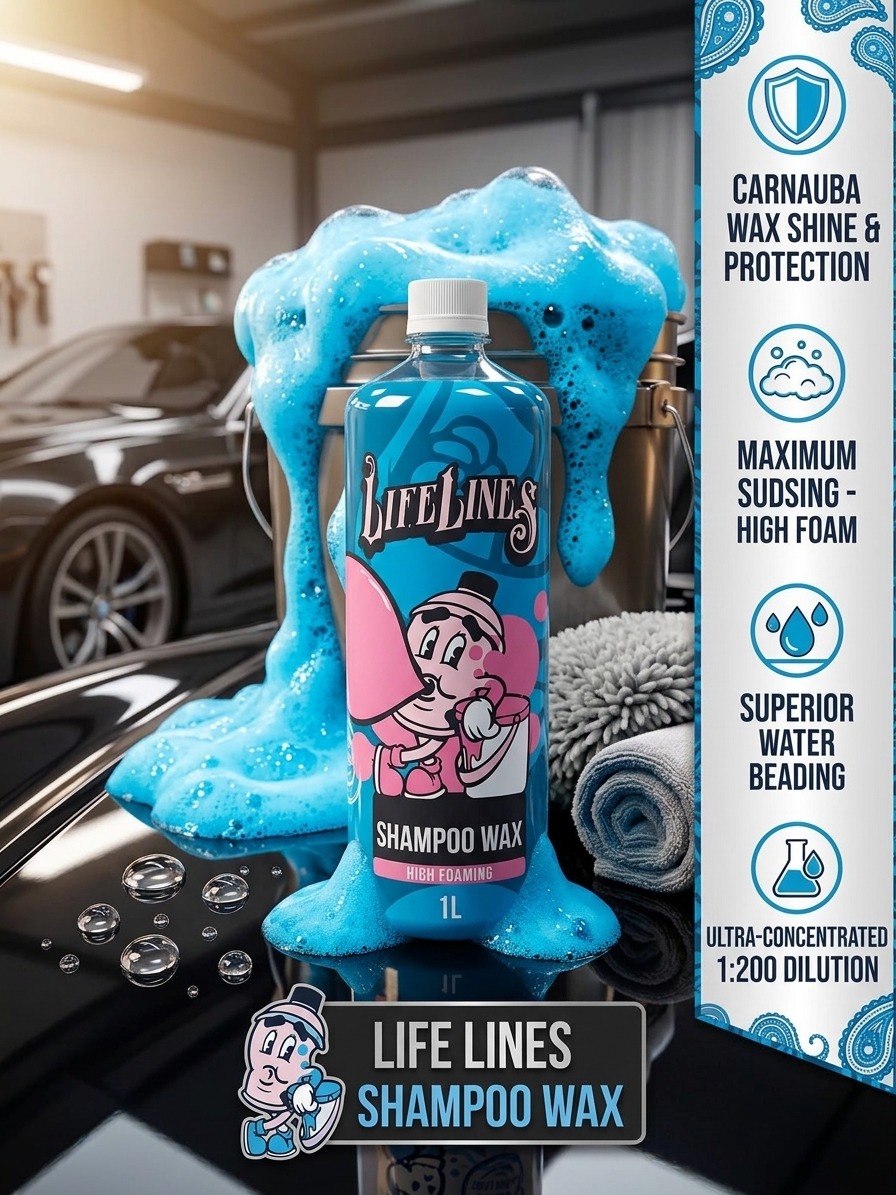 LIFELINES
SHAMPOO WAX
HIGH FOAMING
1L
CARNAUBA
WAX SHINE &
PROTECTION
MAXIMUM
SUDSING -
HIGH FOAM
SUPERIOR
WATER
BEADING
ULTRA-CONCENTRATED
1:200 DILUTION
LIFE LINES
SHAMPOO WAX